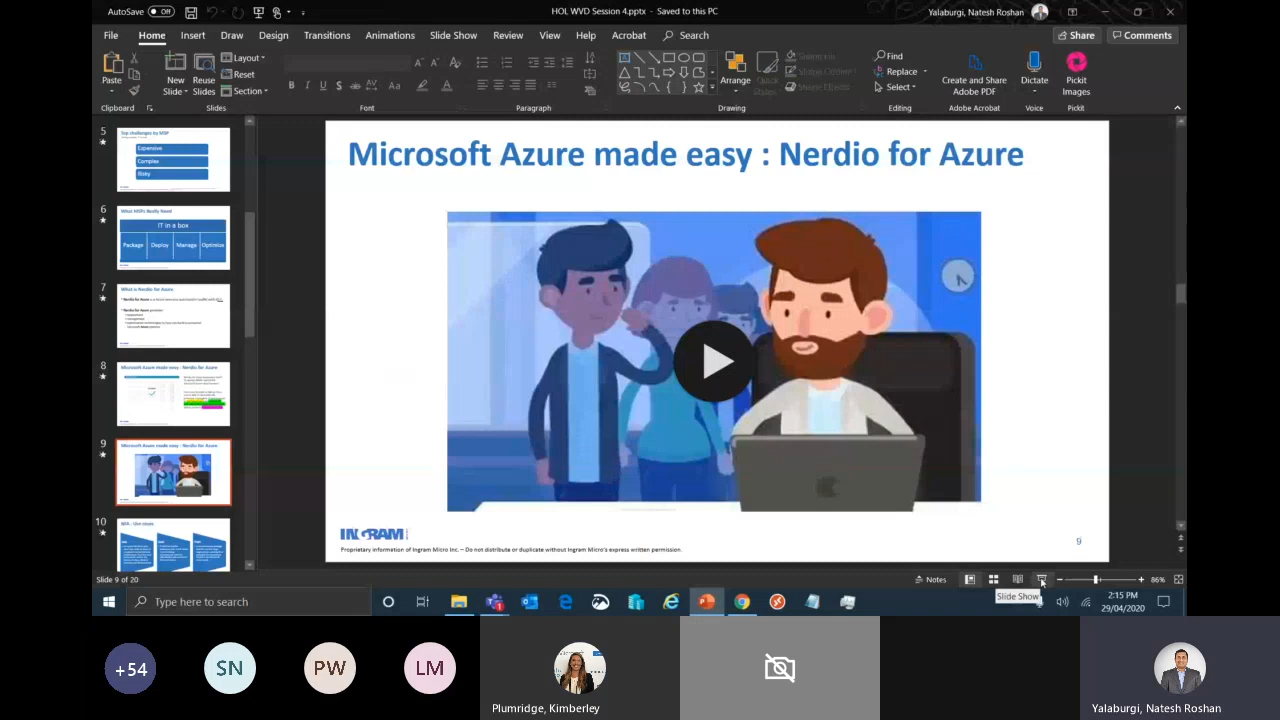 AutoSave Off
HOL WVD Session 4.pptx - Saved to this PC
Yalaburgi, Natesh Roshan
File Home Insert Draw Design Transitions Animations Slide Show Review View Help Acrobat Search Share Comments
Paste
New Slide
Reuse Slides
Layout
Reset
Section
Arrange
Find
Replace
Select
Create and Share Adobe PDF
Dictate
Pickit Images
Clipboard Slides Font Paragraph Drawing Editing Adobe Acrobat Voice Pickit
5
Top challenges by MSP
Expensive
Complex
Risky
6
What MSPs Really Need
IT in a box
Package Deploy Manage Optimize
7
What is Nerdio for Azure
8
Microsoft Azure made easy : Nerdio for Azure
9
Microsoft Azure made easy : Nerdio for Azure
10
NFA - Use cases
Microsoft Azure made easy : Nerdio for Azure
INGRAM
Proprietary information of Ingram Micro Inc. — Do not distribute or duplicate without Ingram Micro's express written permission.
9
Slide 9 of 20
Notes
86%
Slide Show
Type here to search
2:15 PM
29/04/2020
+54
SN
PW
LM
Plumridge, Kimberley
Yalaburgi, Natesh Roshan